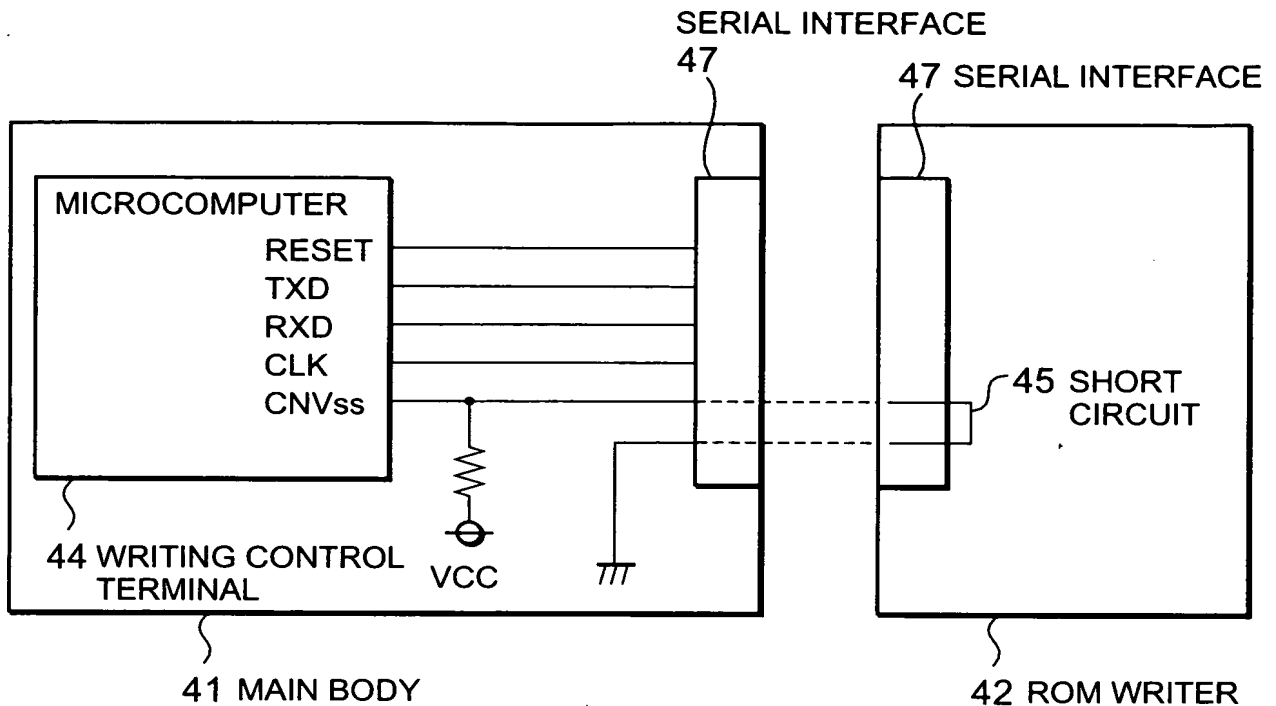 SERIAL INTERFACE
47
47 SERIAL INTERFACE
MICROCOMPUTER
RESET
TXD
RXD
CLK
CNVss
45 SHORT
CIRCUIT
44 WRITING CONTROL
TERMINAL
VCC
41 MAIN BODY
42 ROM WRITER